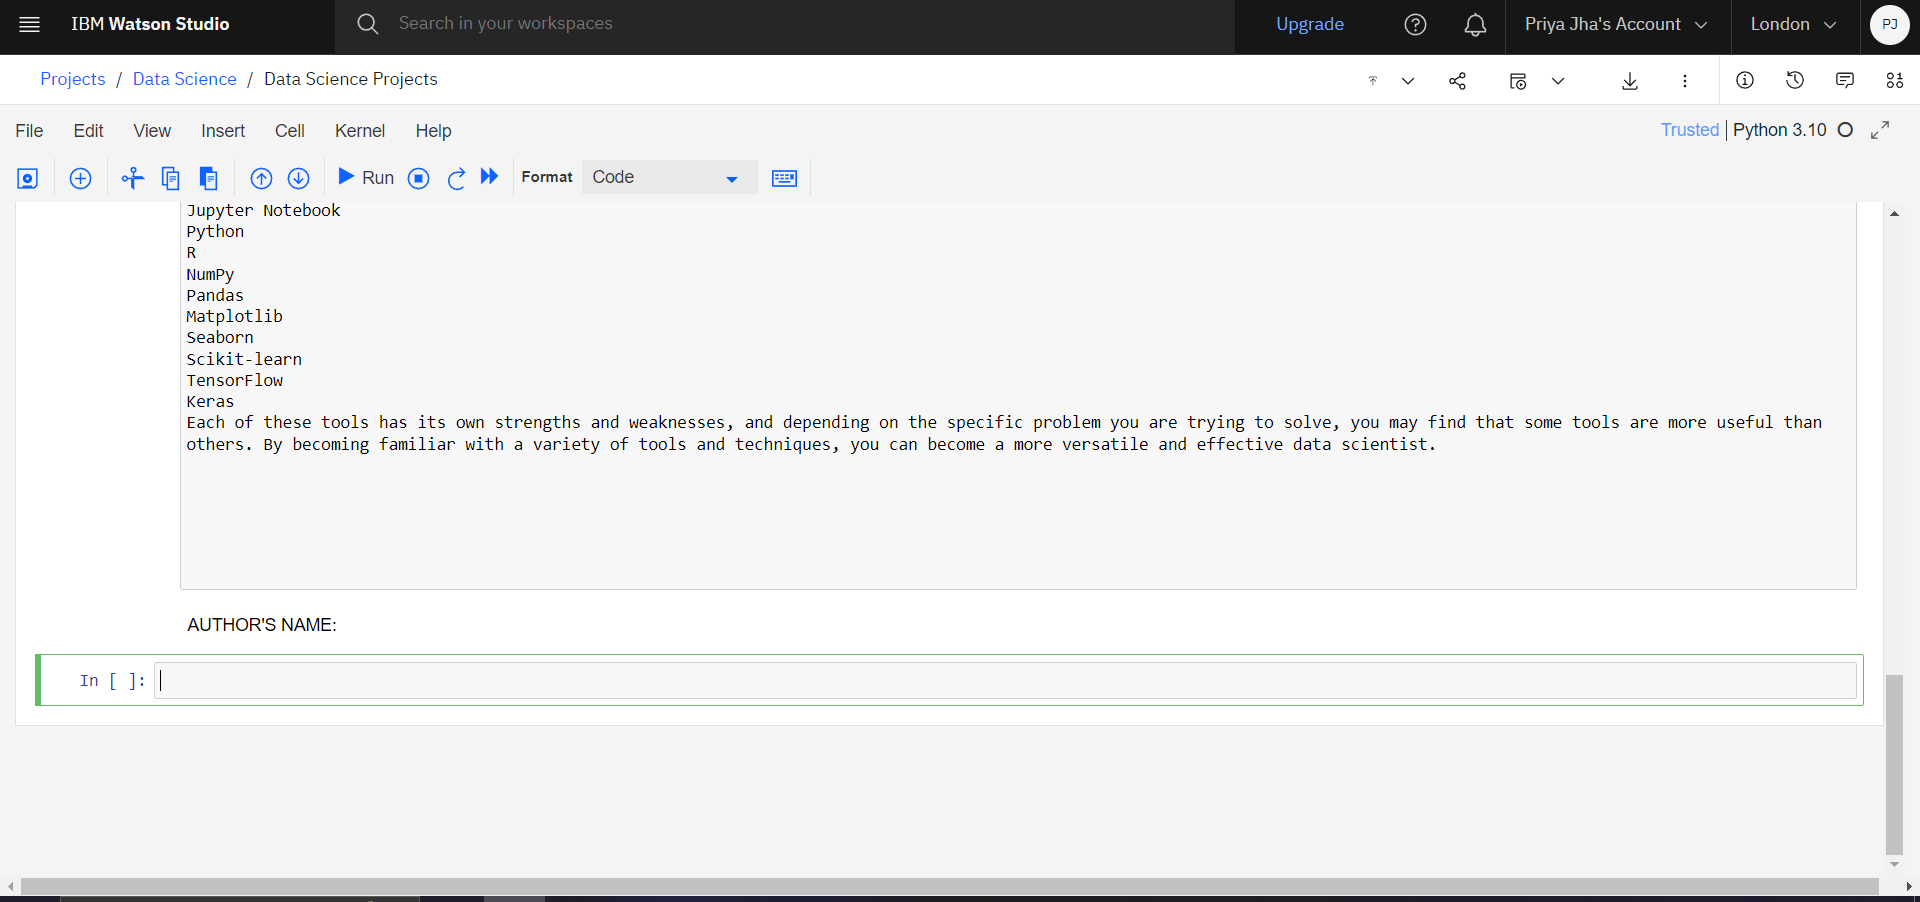 IBM Watson Studio
Search in your workspaces
Upgrade
Priya Jha's Account
London
PJ
Projects / Data Science / Data Science Projects
File Edit View Insert Cell Kernel Help
Trusted | Python 3.10
Run
Format
Code
Jupyter Notebook
Python
R
NumPy
Pandas
Matplotlib
Seaborn
Scikit-learn
TensorFlow
Keras
Each of these tools has its own strengths and weaknesses, and depending on the specific problem you are trying to solve, you may find that some tools are more useful than
others. By becoming familiar with a variety of tools and techniques, you can become a more versatile and effective data scientist.
AUTHOR'S NAME:
In [ ]: